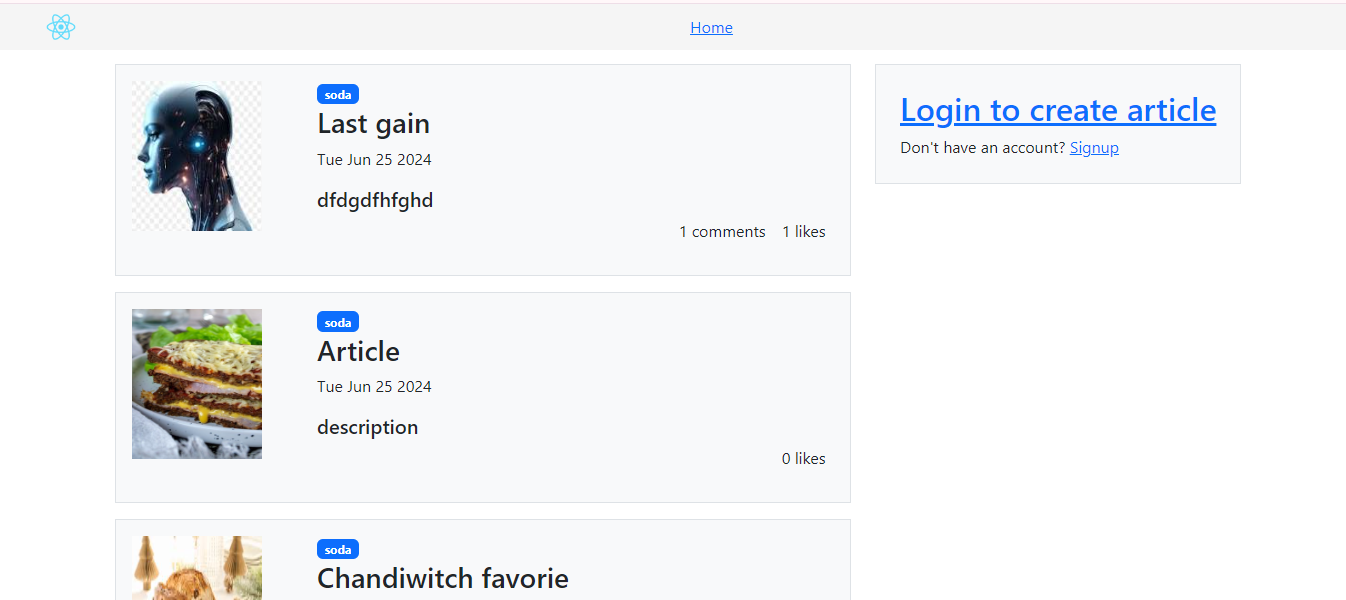 Home
soda
Last gain
Tue Jun 25 2024
dfdgdfhfghd
1 comments 1 likes
soda
Article
Tue Jun 25 2024
description
0 likes
soda
Chandiwitch favorie
Login to create article
Don't have an account? Signup